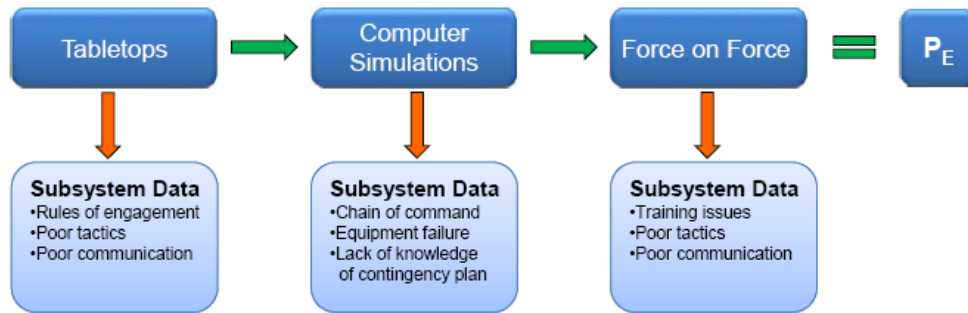 Tabletops
Computer
Simulations
Force on Force
PE
Subsystem Data
•Rules of engagement
•Poor tactics
•Poor communication
Subsystem Data
•Chain of command
•Equipment failure
•Lack of knowledge
of contingency plan
Subsystem Data
•Training issues
•Poor tactics
•Poor communication